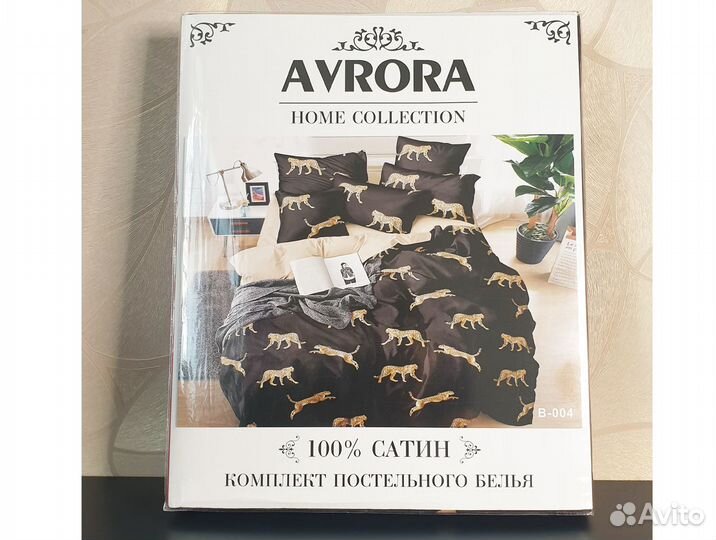 AVRORA
HOME COLLECTION
B-004
100% САТИН
КОМПЛЕКТ ПОСТЕЛЬНОГО БЕЛЬЯ
Avito